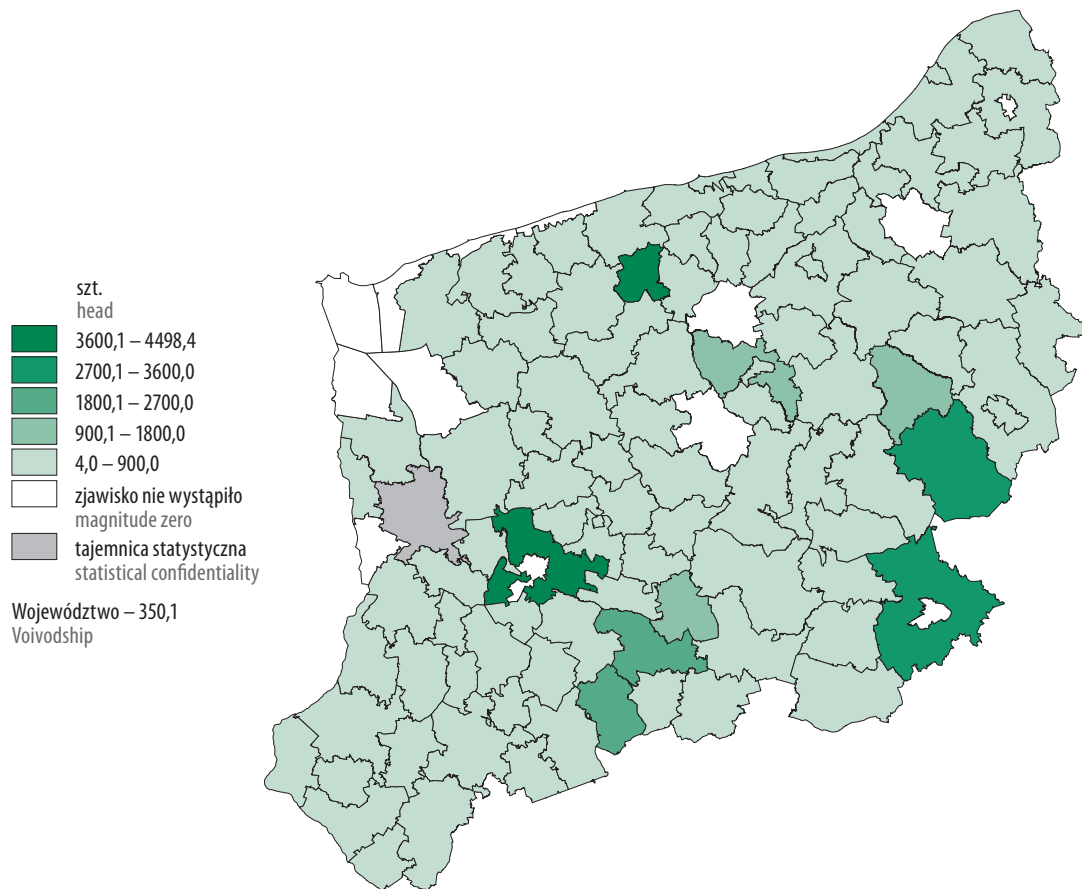 szt.
head
3600,1 – 4498,4
2700,1 – 3600,0
1800,1 – 2700,0
900,1 – 1800,0
4,0 – 900,0
zjawisko nie wystąpiło
magnitude zero
tajemnica statystyczna
statistical confidentiality
Województwo – 350,1
Voivodship